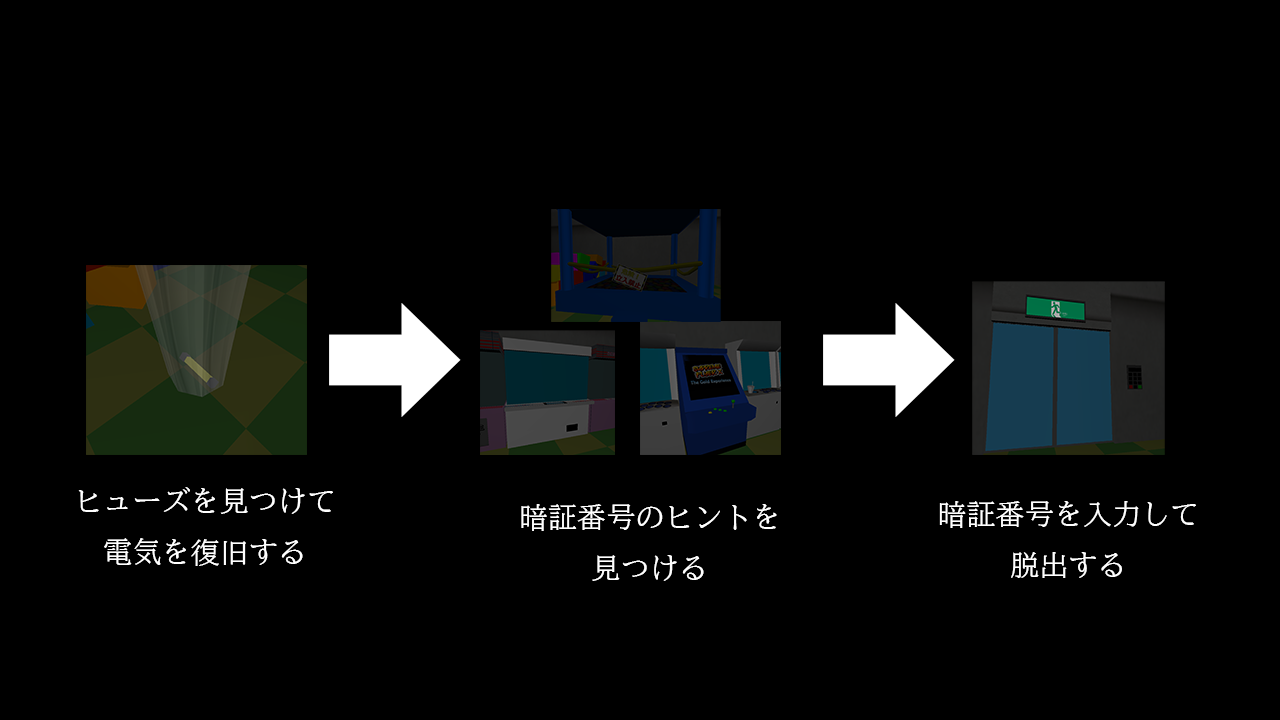 ヒューズを見つけて
電気を復旧する
暗証番号のヒントを
見つける
暗証番号を入力して
脱出する